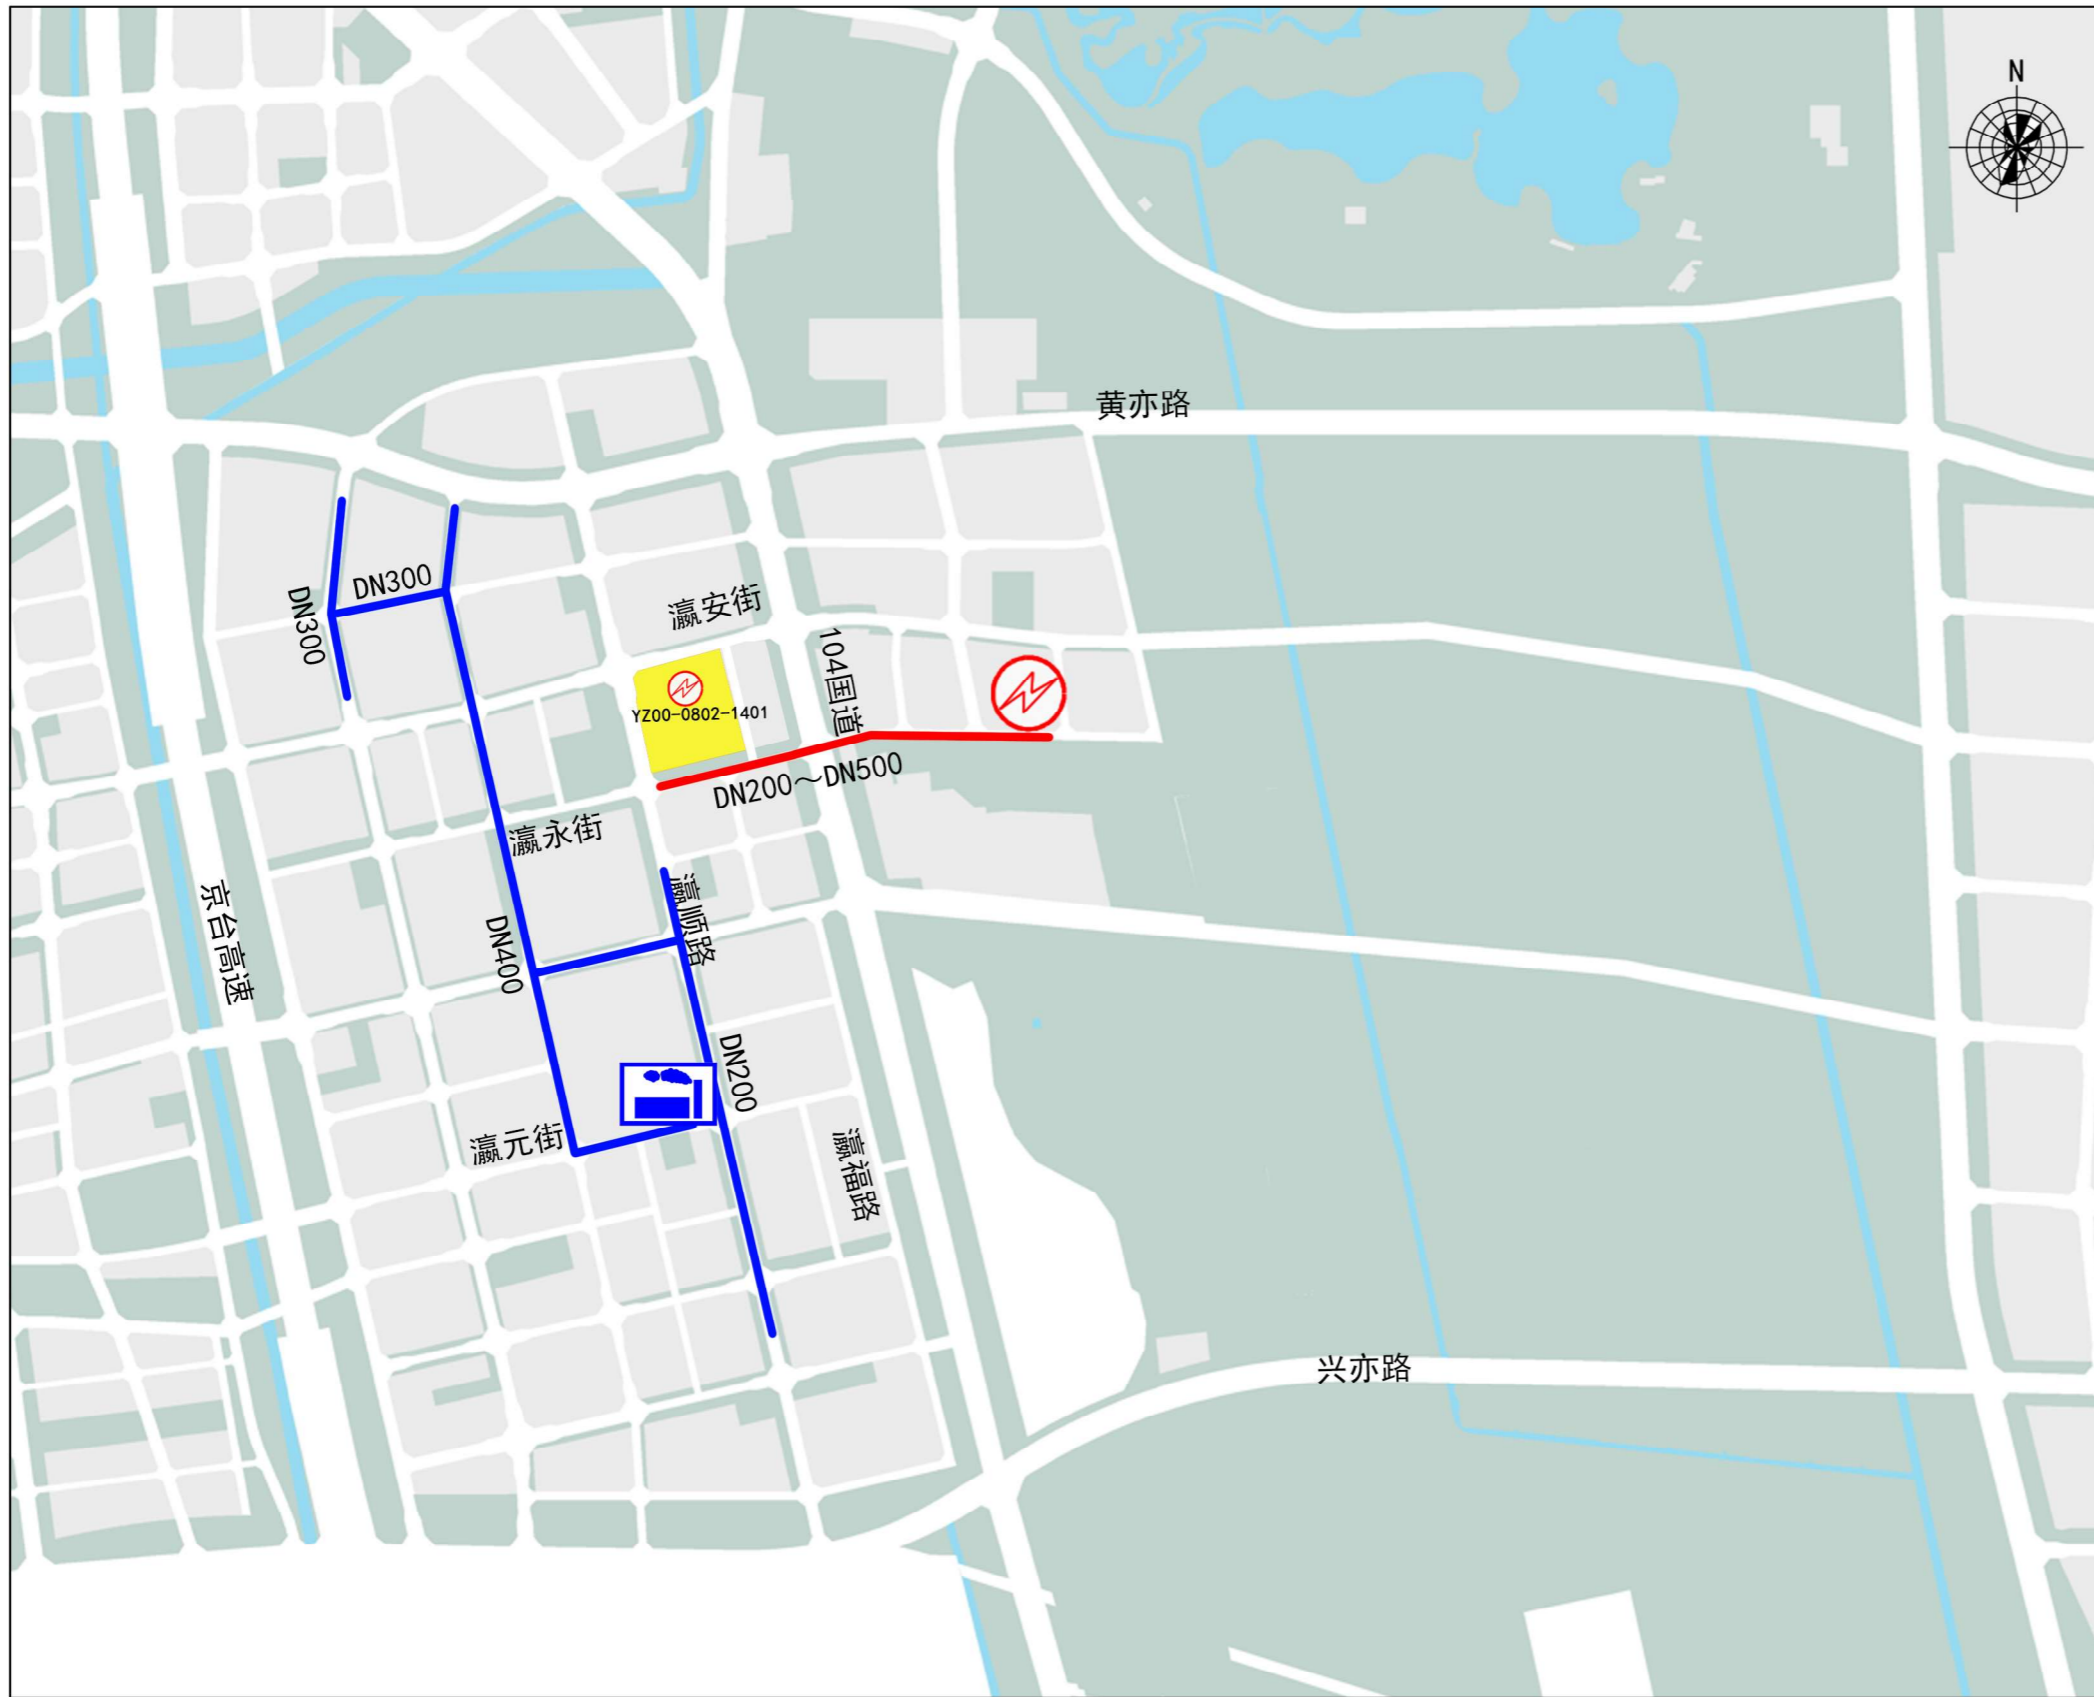 N
黄亦路
DN300
DN300
瀛安街
104国道
YZ00-0802-1401
DN200～DN500
瀛永街
瀛顺路
京台高速
DN400
DN200
瀛元街
瀛福路
兴亦路